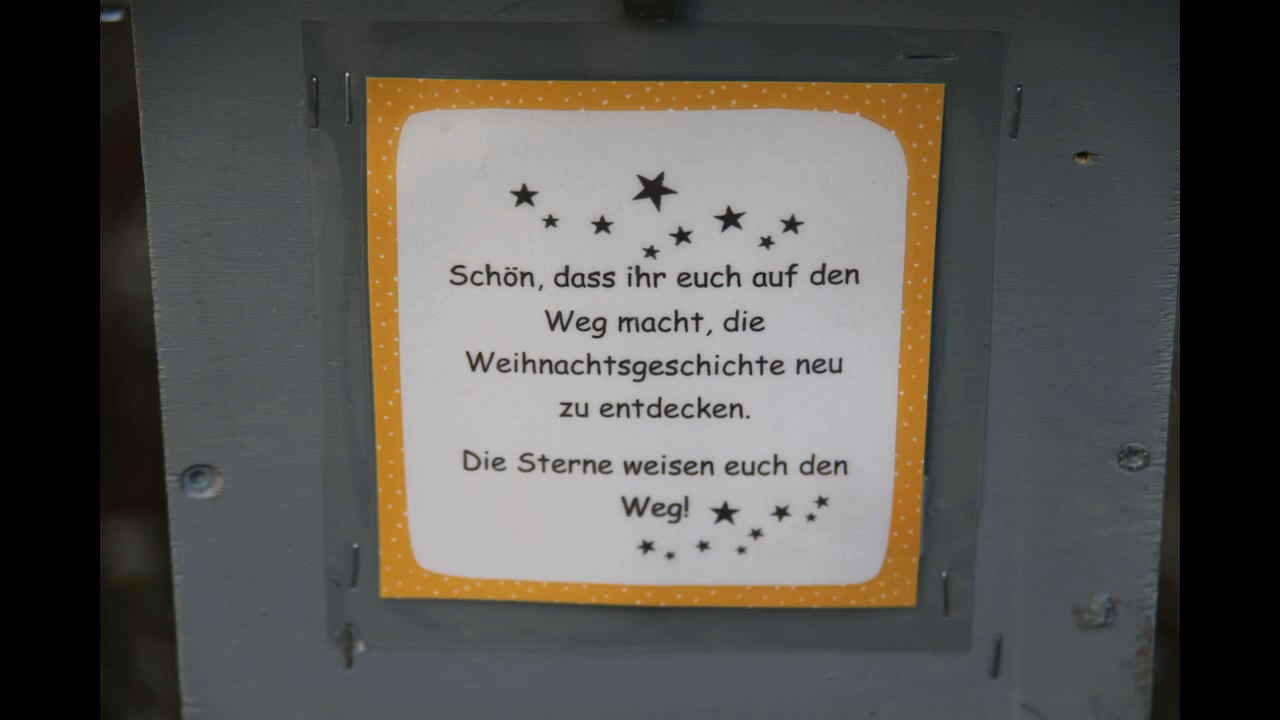 Schön, dass ihr euch auf den
Weg macht, die
Weihnachtsgeschichte neu
zu entdecken.
Die Sterne weisen euch den
Weg!